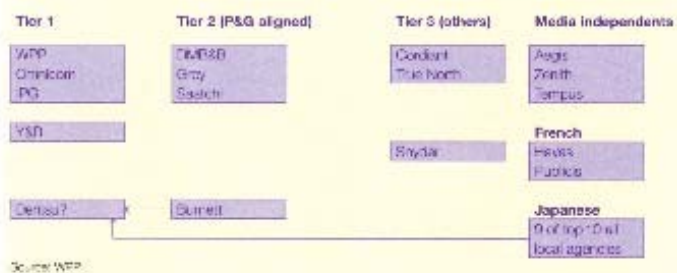 Tier 1
WPP
Omnicom
IPG
Y&R
Dentsu?
Tier 2 (P&G aligned)
DMB&B
Grey
Saatchi
Burnett
Tier 3 (others)
Cordiant
True North
Snyder
Media independents
Aegis
Zenith
Tempus
French
Havas
Publicis
Japanese
9 of top 10 all
local agencies
Source: WPP